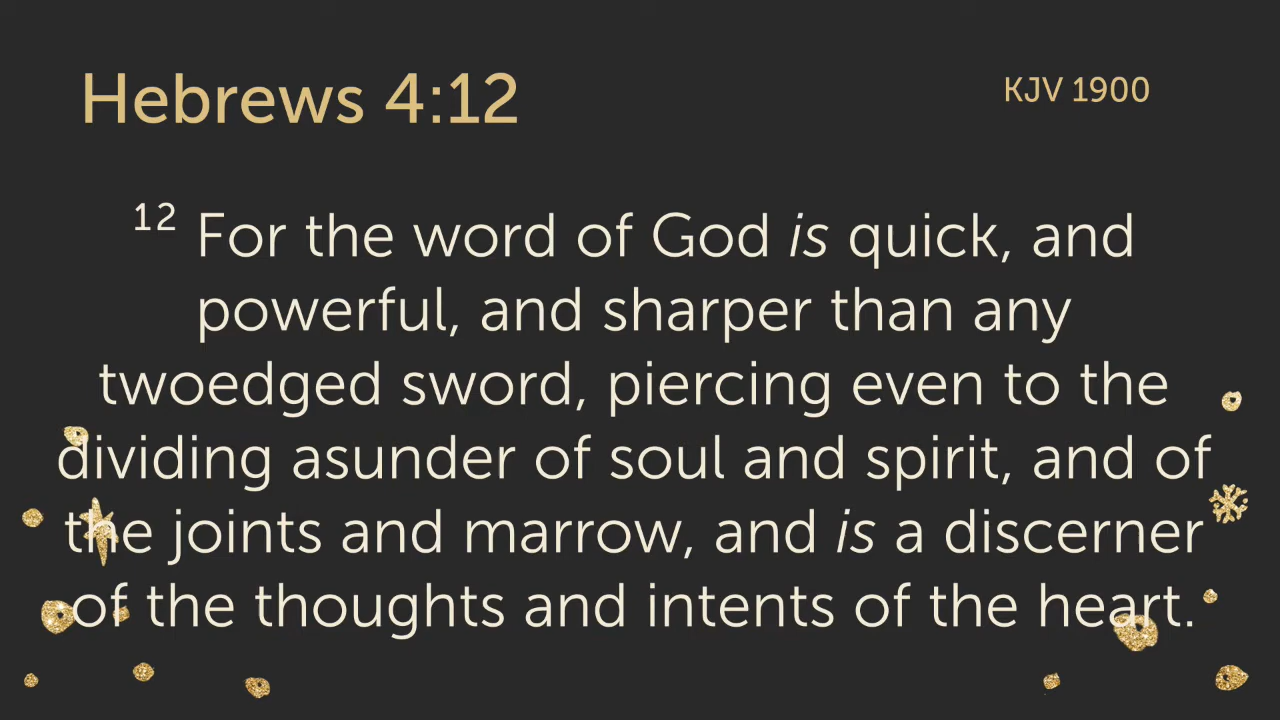 Hebrews 4:12
KJV 1900
12 For the word of God is quick, and
powerful, and sharper than any
twoedged sword, piercing even to the
dividing asunder of soul and spirit, and of
the joints and marrow, and is a discerner
of the thoughts and intents of the heart.